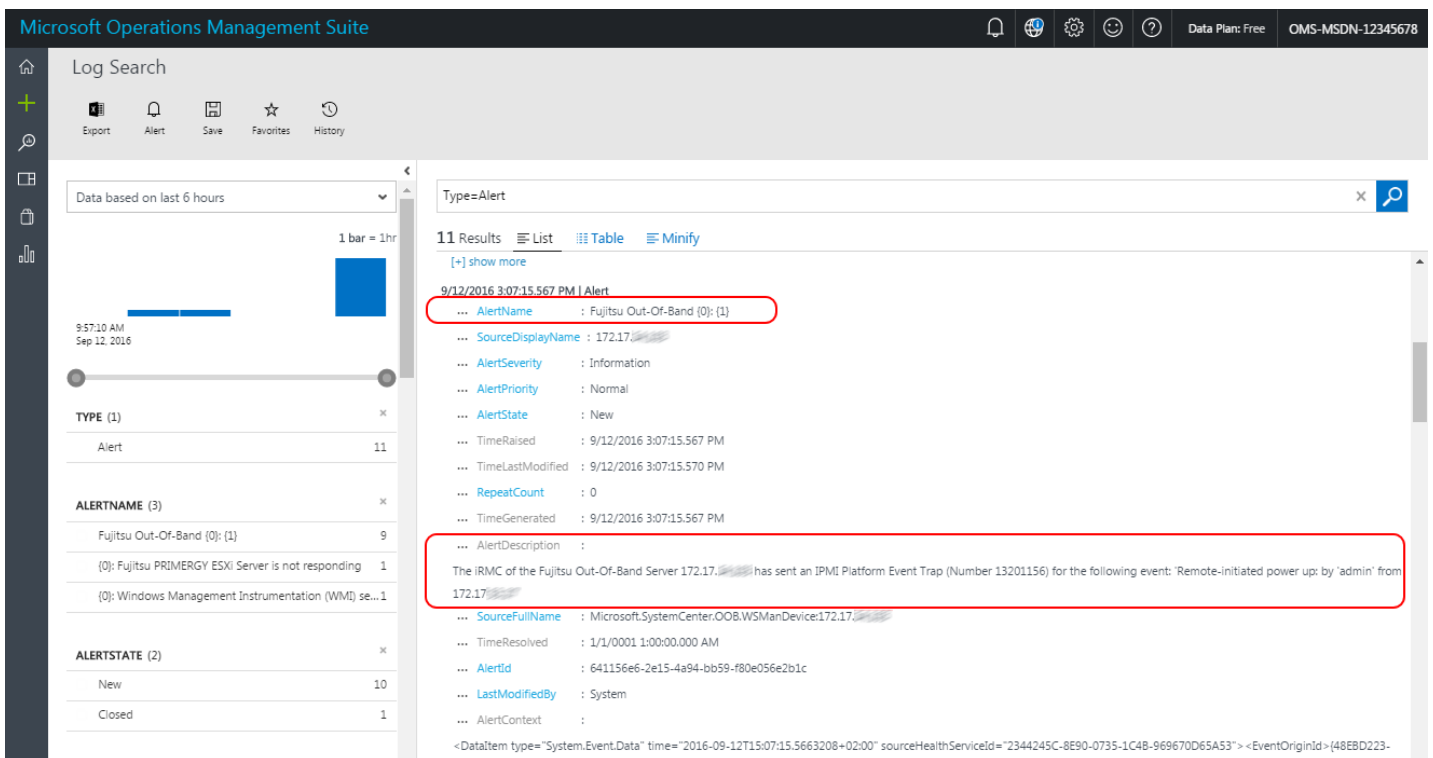 Microsoft Operations Management Suite
Data Plan: Free
OMS-MSDN-12345678
Log Search
Export
Alert
Save
Favorites
History
Data based on last 6 hours
1 bar = 1hr
9:57:10 AM
Sep 12, 2016
TYPE (1)
Alert 11
ALERTNAME (3)
Fujitsu Out-Of-Band {0}: {1} 9
{0}: Fujitsu PRIMERGY ESXi Server is not responding 1
{0}: Windows Management Instrumentation (WMI) se... 1
ALERTSTATE (2)
New 10
Closed 1
Type=Alert
11 Results List Table Minify
[+] show more
9/12/2016 3:07:15.567 PM | Alert
... AlertName : Fujitsu Out-Of-Band {0}: {1}
... SourceDisplayName : 172.17.
... AlertSeverity : Information
... AlertPriority : Normal
... AlertState : New
... TimeRaised : 9/12/2016 3:07:15.567 PM
... TimeLastModified : 9/12/2016 3:07:15.570 PM
... RepeatCount : 0
... TimeGenerated : 9/12/2016 3:07:15.567 PM
... AlertDescription :
The iRMC of the Fujitsu Out-Of-Band Server 172.17. has sent an IPMI Platform Event Trap (Number 13201156) for the following event: 'Remote-initiated power up: by 'admin' from
172.17
... SourceFullName : Microsoft.SystemCenter.OOB.WSManDevice:172.17.
... TimeResolved : 1/1/0001 1:00:00.000 AM
... AlertId : 641156e6-2e15-4a94-bb59-f80e056e2b1c
... LastModifiedBy : System
... AlertContext :
<DataItem type="System.Event.Data" time="2016-09-12T15:07:15.5663208+02:00" sourceHealthServiceId="2344245C-8E90-0735-1C4B-969670D65A53"> <EventOriginId>{48EBD223-